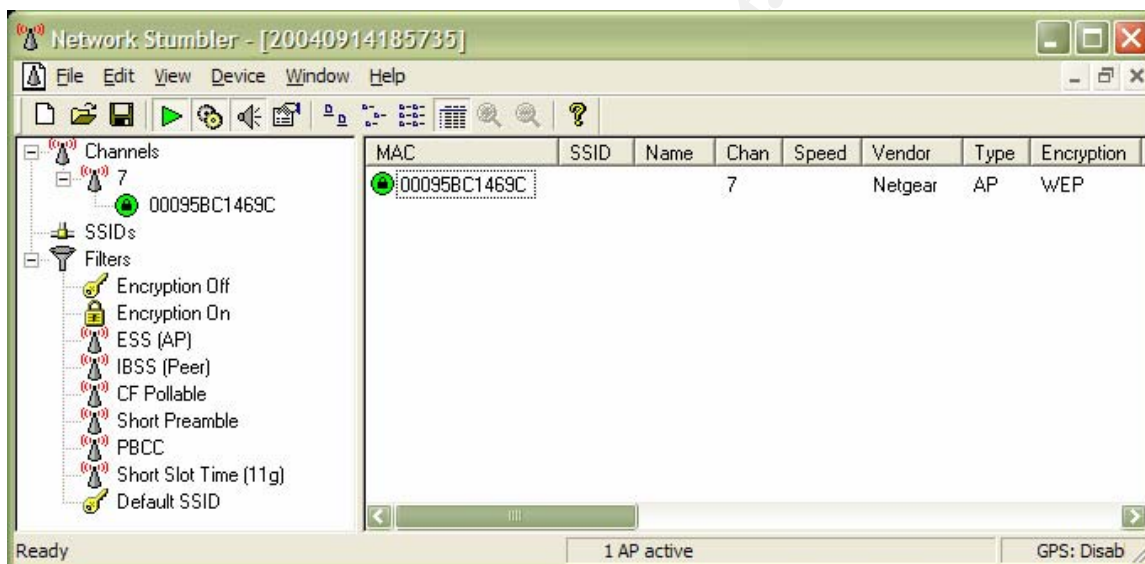 Network Stumbler - [20040914185735]
File Edit View Device Window Help
Channels
7
00095BC1469C
SSIDs
Filters
Encryption Off
Encryption On
ESS (AP)
IBSS (Peer)
CF Pollable
Short Preamble
PBCC
Short Slot Time (11g)
Default SSID
MAC SSID Name Chan Speed Vendor Type Encryption
00095BC1469C 7 Netgear AP WEP
Ready 1 AP active GPS: Disab